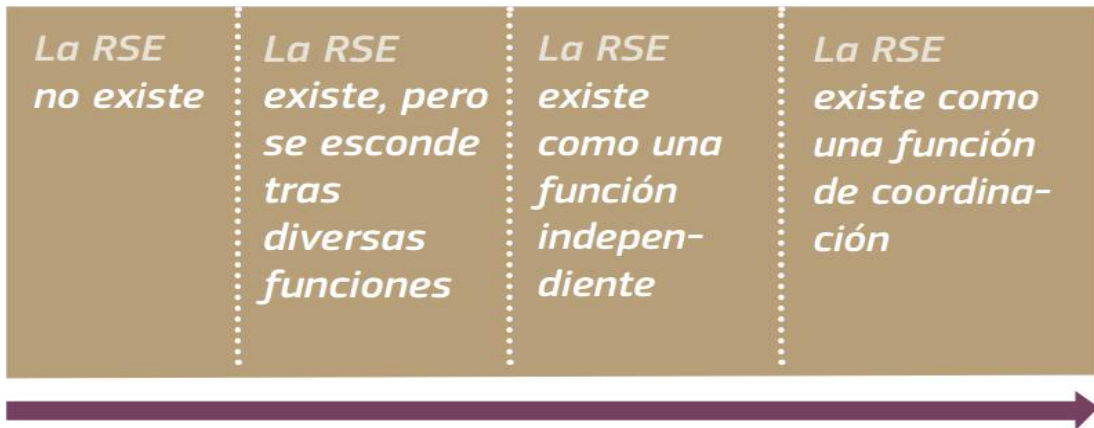 La RSE
no existe
La RSE
existe, pero
se esconde
tras
diversas
funciones
La RSE
existe
como una
función
indepen-
diente
La RSE
existe como
una función
de coordina-
ción